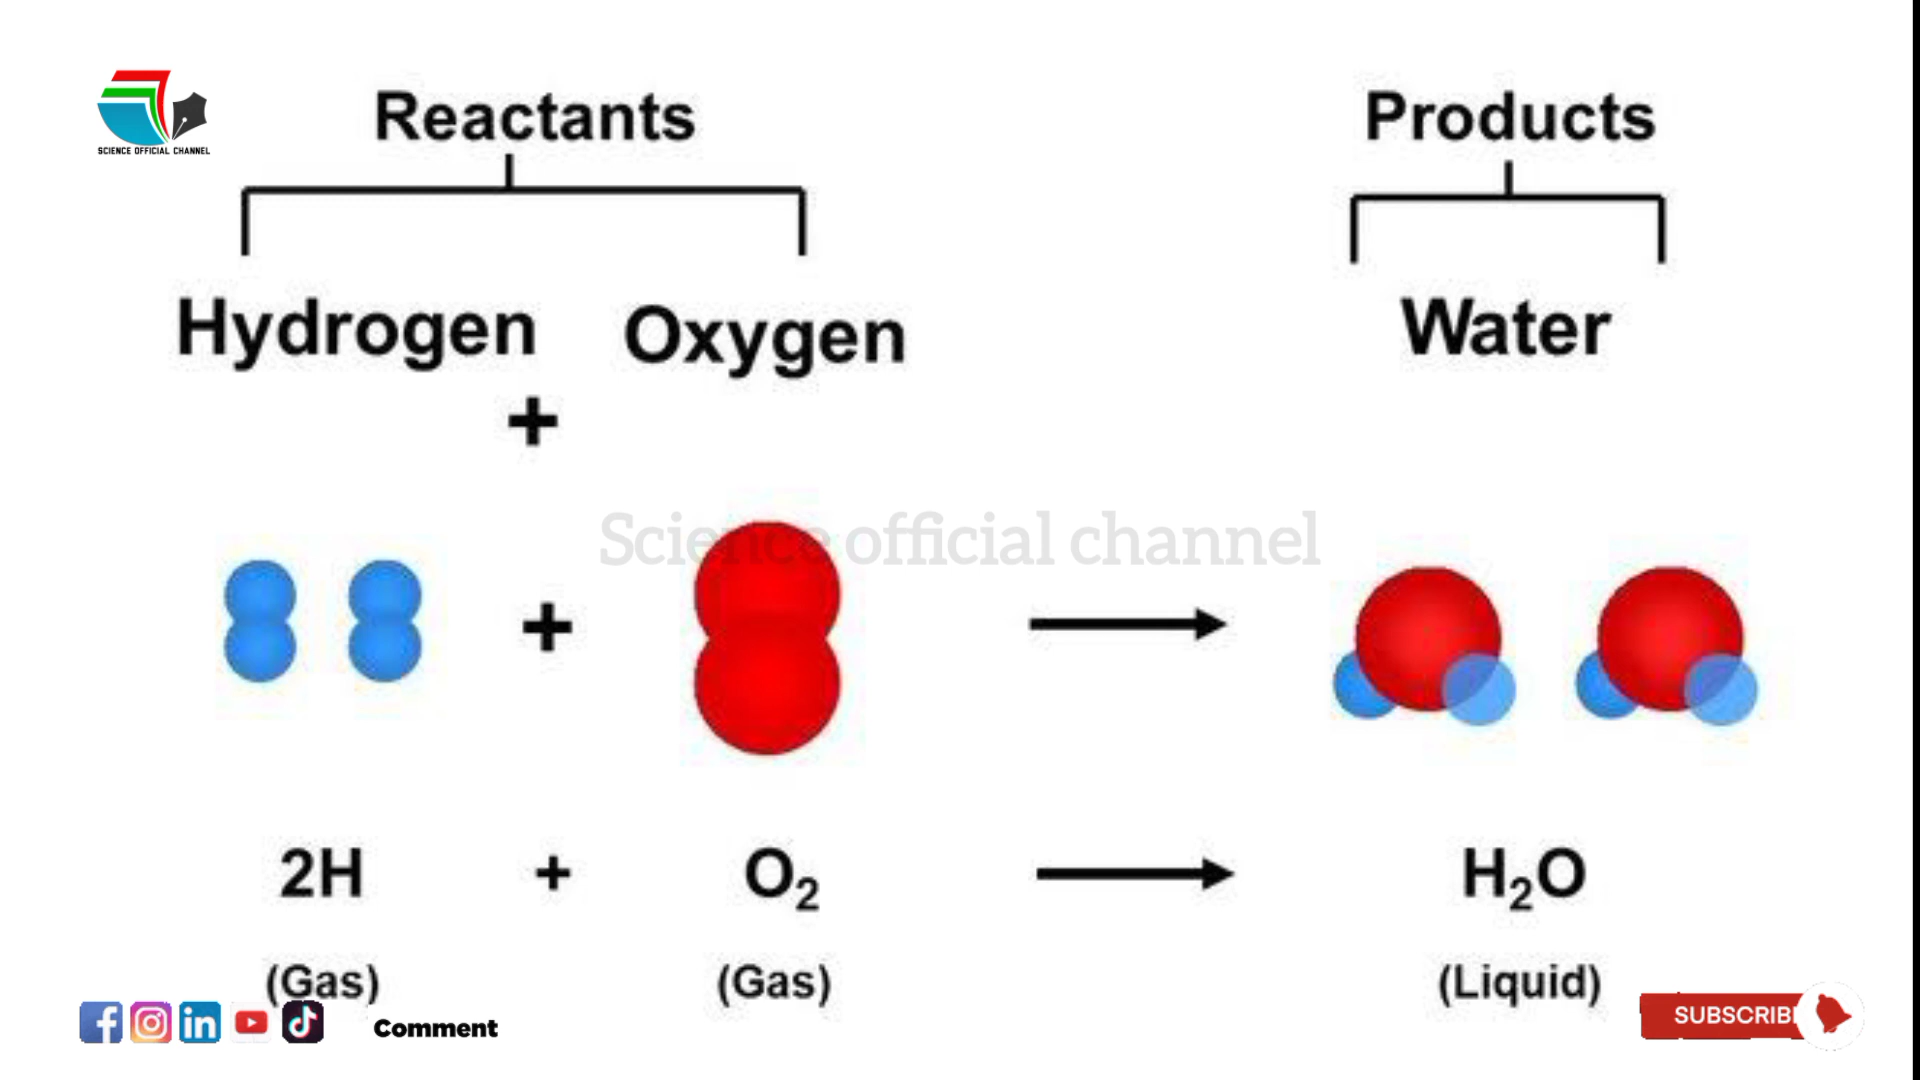 SCIENCE OFFICIAL CHANNEL
Reactants
Products
Hydrogen + Oxygen
Water
Science official channel
+
2H + O₂ H₂O
(Gas) (Gas) (Liquid)
Comment
SUBSCRIB